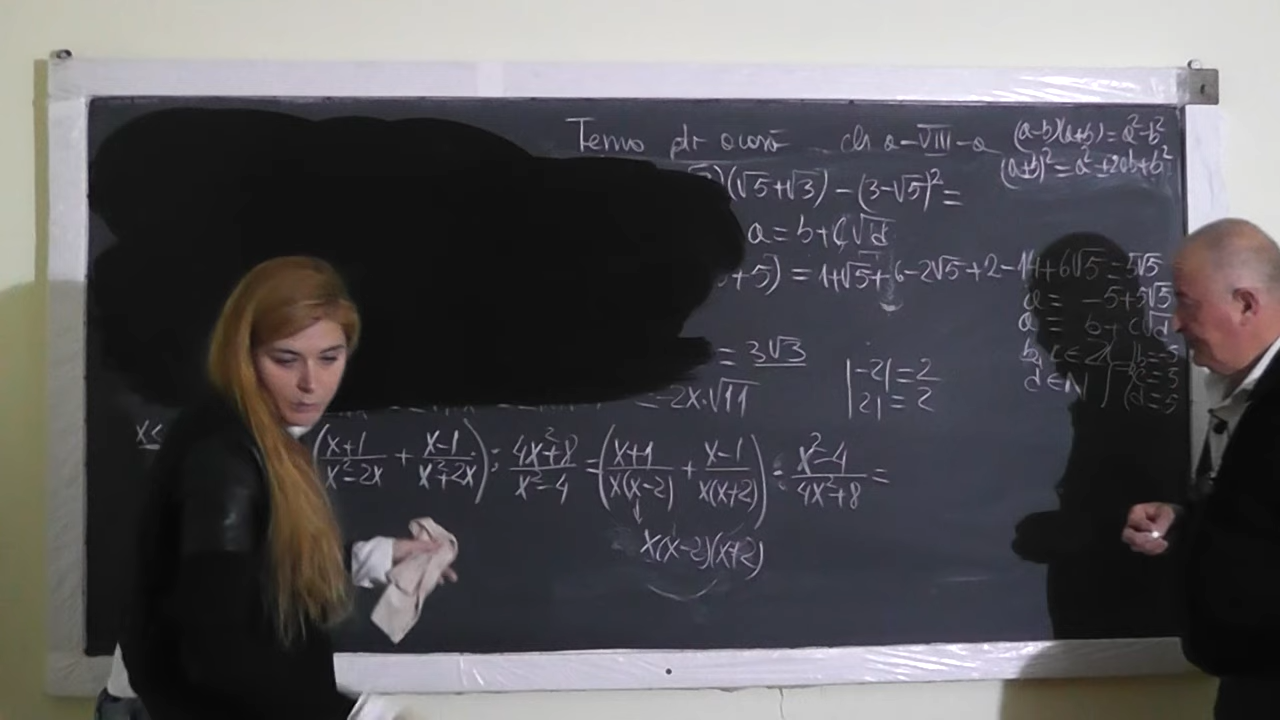 Temo di ... cls a-VIII-a
(a-b)(a+b)=a²-b²
(a±b)²=a²±2ab+b²
(√5+√3)-(3-√5)²=
a=b+c√d
+5)=1+√5+6-2√5+2-14+6√5=5√5
a= -5+5√5
a= b+c√d
=3√3
|-2|=2
|2|=2
b,c∈Z b=-5
d∈N c=5
d=5
=-2x·√11
(x+1/x²-2x + x-1/x²+2x) : 4x²+8/x²-4 = (x+1/x(x-2) + x-1/x(x+2)) · x²-4/4x²+8 =
x(x-2)(x+2)